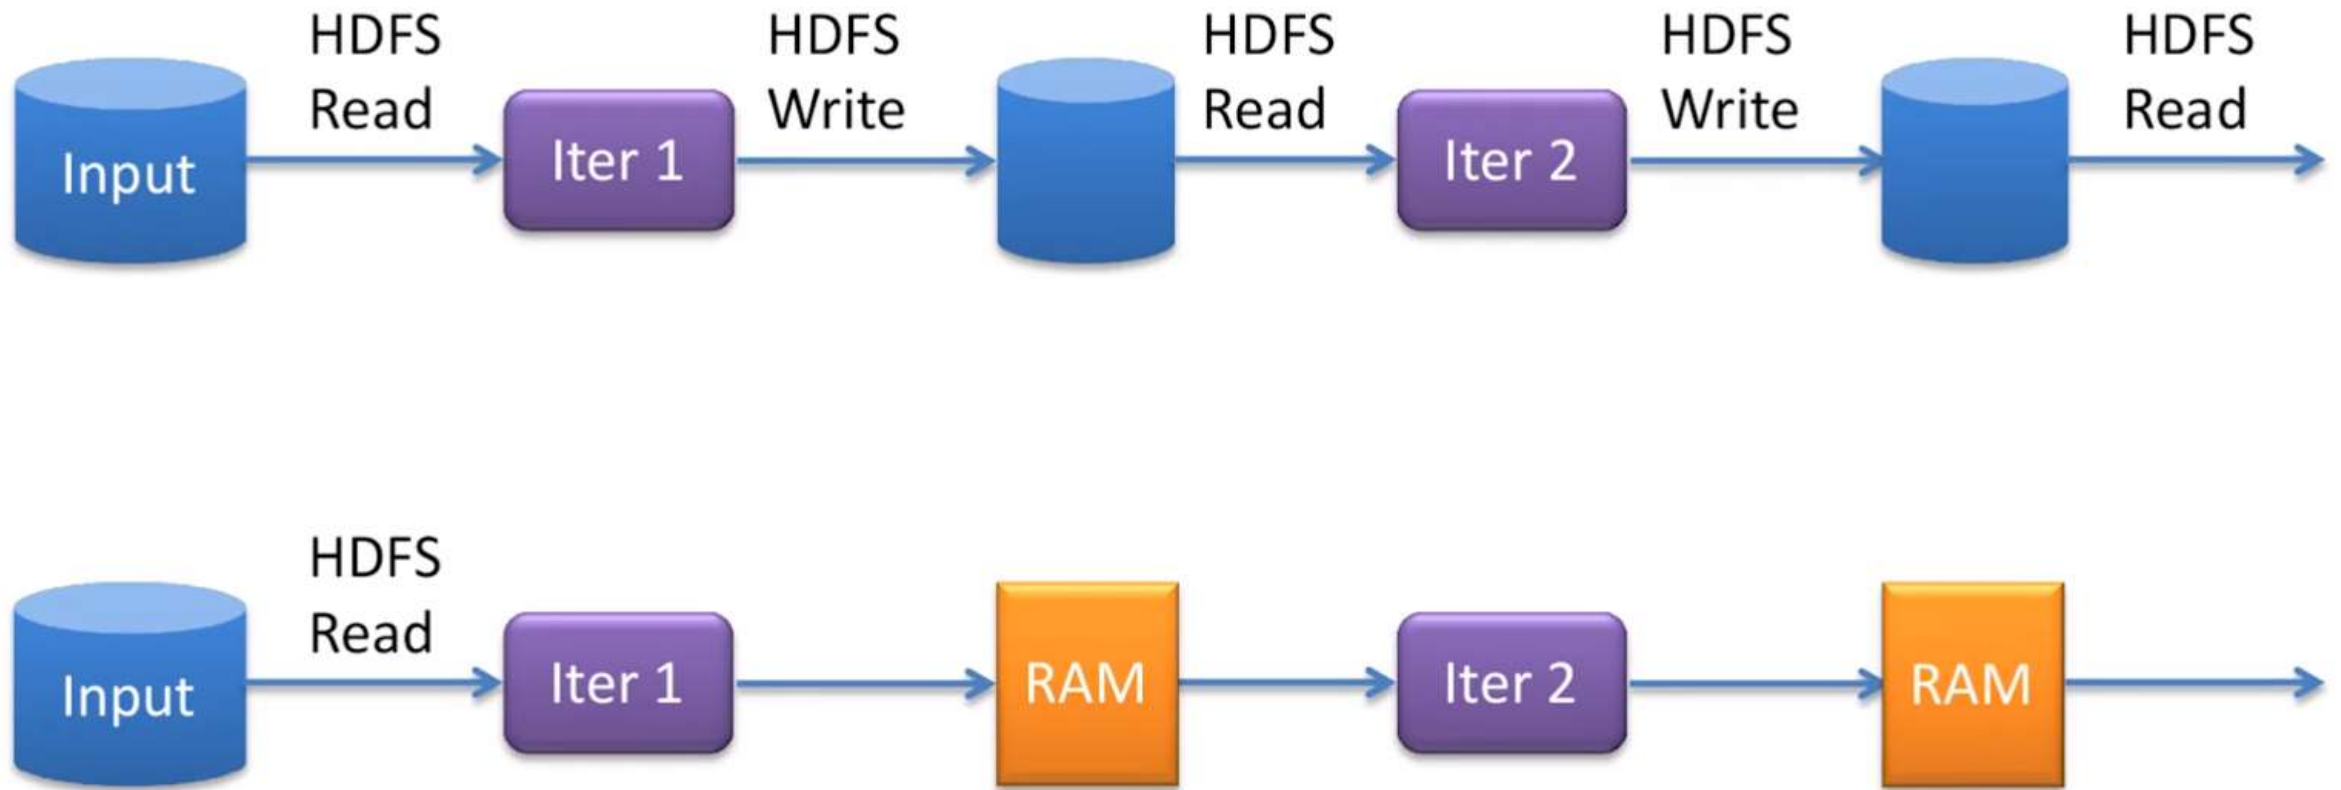 HDFS
Read
HDFS
Write
HDFS
Read
HDFS
Write
HDFS
Read
Input
Iter 1
Iter 2
HDFS
Read
Input
Iter 1
RAM
Iter 2
RAM